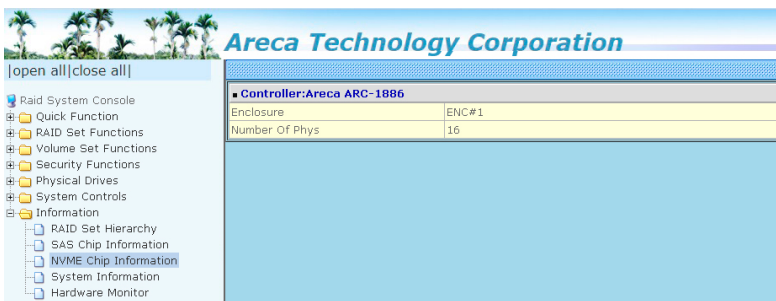 Areca Technology Corporation
|open all|close all|
Raid System Console
Quick Function
RAID Set Functions
Volume Set Functions
Security Functions
Physical Drives
System Controls
Information
RAID Set Hierarchy
SAS Chip Information
NVME Chip Information
System Information
Hardware Monitor
Controller:Areca ARC-1886
Enclosure ENC#1
Number Of Phys 16